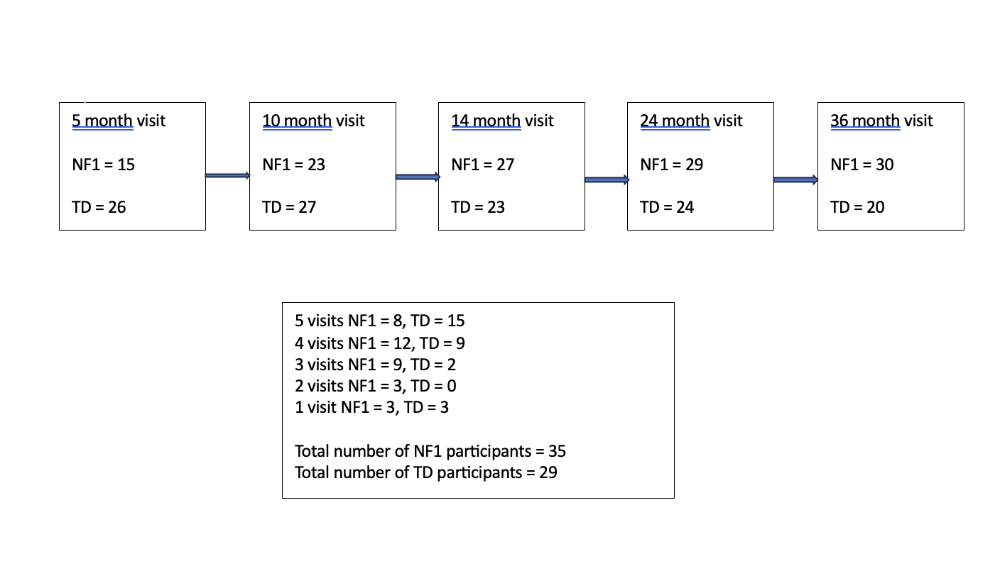 5 month visit
NF1 = 15
TD = 26
10 month visit
NF1 = 23
TD = 27
14 month visit
NF1 = 27
TD = 23
24 month visit
NF1 = 29
TD = 24
36 month visit
NF1 = 30
TD = 20
5 visits NF1 = 8, TD = 15
4 visits NF1 = 12, TD = 9
3 visits NF1 = 9, TD = 2
2 visits NF1 = 3, TD = 0
1 visit NF1 = 3, TD = 3
Total number of NF1 participants = 35
Total number of TD participants = 29